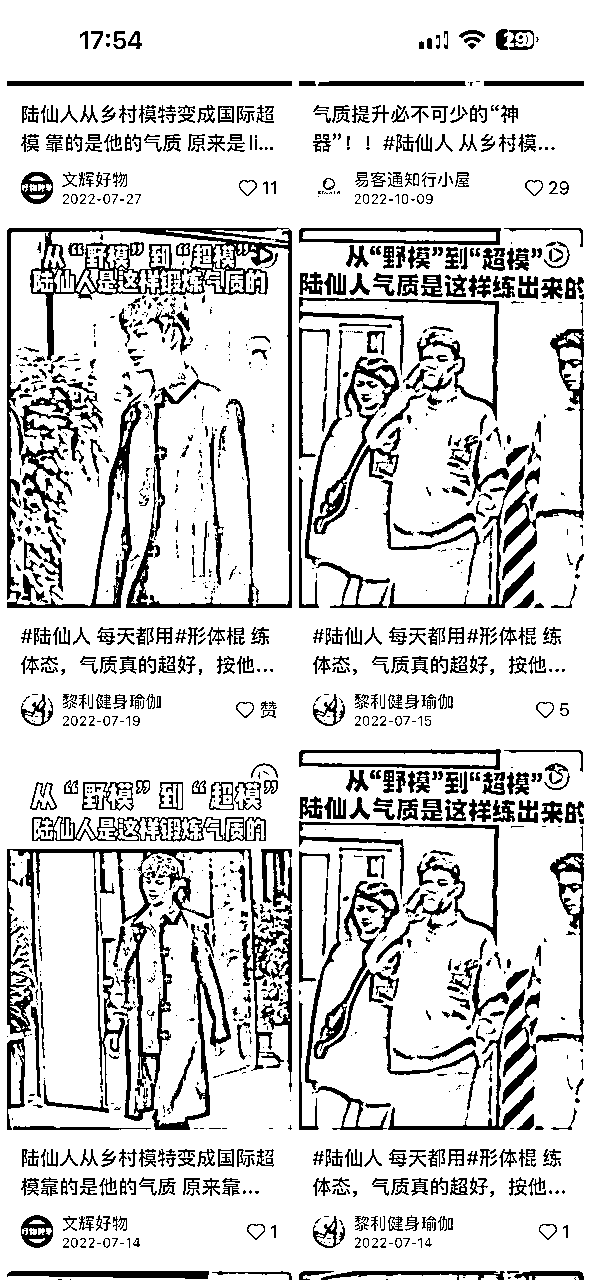 17:54
29
陆仙人从乡村模特变成国际超
模 靠的是他的气质 原来是li...
文辉好物
2022-07-27
11
气质提升必不可少的“神
器”！！#陆仙人 从乡村模...
易客通知行小屋
2022-10-09
29
从“野模”到“超模”
陆仙人是这样锻炼气质的
#陆仙人 每天都用#形体棍 练
体态，气质真的超好，按他...
黎利健身瑜伽
2022-07-19
赞
从“野模”到“超模”
陆仙人气质是这样练出来的
#陆仙人 每天都用#形体棍 练
体态，气质真的超好，按他...
黎利健身瑜伽
2022-07-15
5
从“野模”到“超模”
陆仙人是这样锻炼气质的
陆仙人从乡村模特变成国际超
模靠的是他的气质 原来靠...
文辉好物
2022-07-14
1
从“野模”到“超模”
陆仙人气质是这样练出来的
#陆仙人 每天都用#形体棍 练
体态，气质真的超好，按他...
黎利健身瑜伽
2022-07-14
1